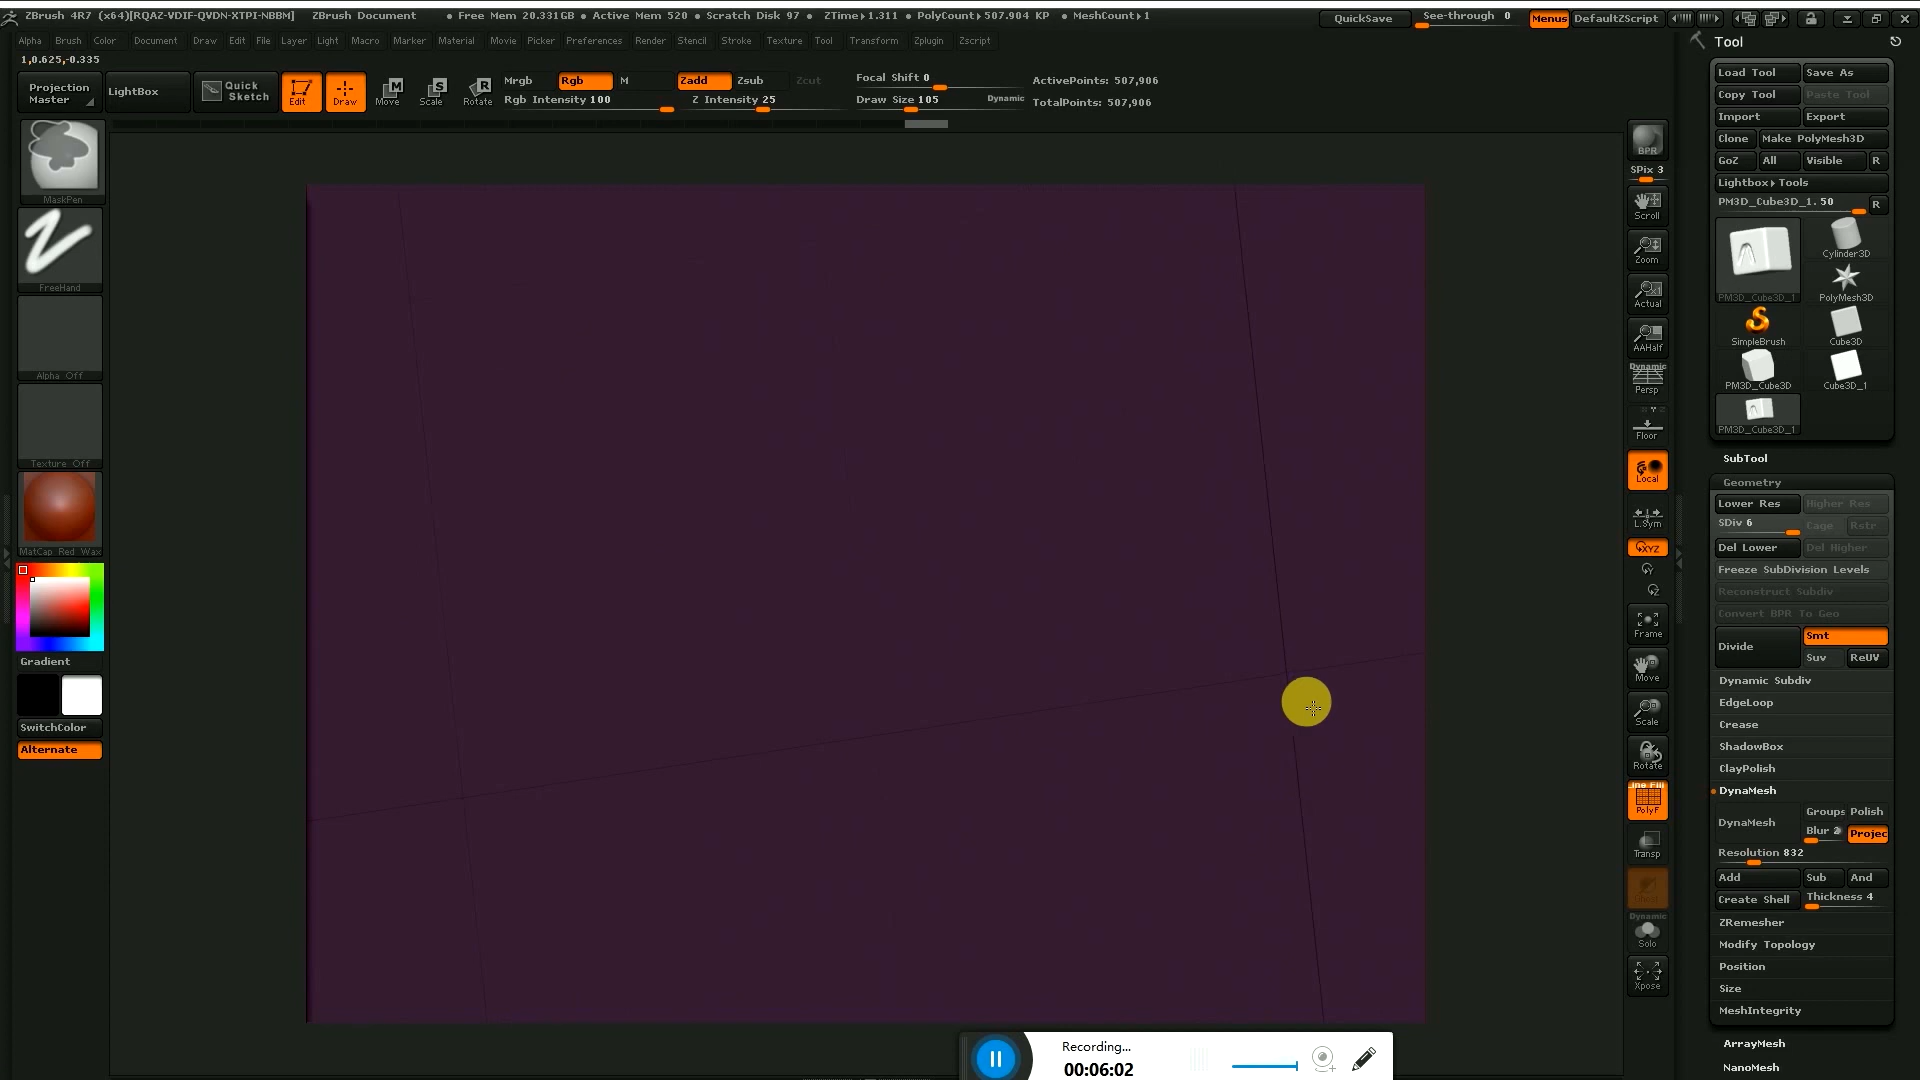 ZBrush 4R7 (x64)[RQAZ-VDIF-QVDN-XTPI-NBBM] ZBrush Document • Free Mem 20.331GB • Active Mem 520 • Scratch Disk 97 • ZTime▸1.311 • PolyCount▸507.904 KP • MeshCount▸1 QuickSave See-through 0 Menus DefaultZScript
Alpha Brush Color Document Draw Edit File Layer Light Macro Marker Material Movie Picker Preferences Render Stencil Stroke Texture Tool Transform Zplugin Zscript
1,0.625,-0.335
Projection Master
LightBox
Quick Sketch
Edit
Draw
Move
Scale
Rotate
Mrgb Rgb M Zadd Zsub Zcut
Rgb Intensity 100 Z Intensity 25
Focal Shift 0
Draw Size 105 Dynamic
ActivePoints: 507,906
TotalPoints: 507,906
MaskPen
FreeHand
Alpha Off
Texture Off
MatCap Red Wax
Gradient
SwitchColor
Alternate
BPR
SPix 3
Scroll
Zoom
Actual
AAHalf
Dynamic
Persp
Floor
Local
L.Sym
XYZ
Y
Z
Frame
Move
Scale
Rotate
Line Fill
PolyF
Transp
Ghost
Dynamic
Solo
Xpose
Tool
Load Tool Save As
Copy Tool Paste Tool
Import Export
Clone Make PolyMesh3D
GoZ All Visible R
Lightbox▸Tools
PM3D_Cube3D_1. 50 R
PM3D_Cube3D_1
Cylinder3D
PolyMesh3D
SimpleBrush
Cube3D
PM3D_Cube3D
Cube3D_1
PM3D_Cube3D_1
SubTool
Geometry
Lower Res Higher Res
SDiv 6 Cage Rstr
Del Lower Del Higher
Freeze SubDivision Levels
Reconstruct Subdiv
Convert BPR To Geo
Divide Smt
Suv ReUV
Dynamic Subdiv
EdgeLoop
Crease
ShadowBox
ClayPolish
DynaMesh
DynaMesh Groups Polish
Blur 2 Projec
Resolution 832
Add Sub And
Create Shell Thickness 4
ZRemesher
Modify Topology
Position
Size
MeshIntegrity
ArrayMesh
NanoMesh
Recording...
00:06:02